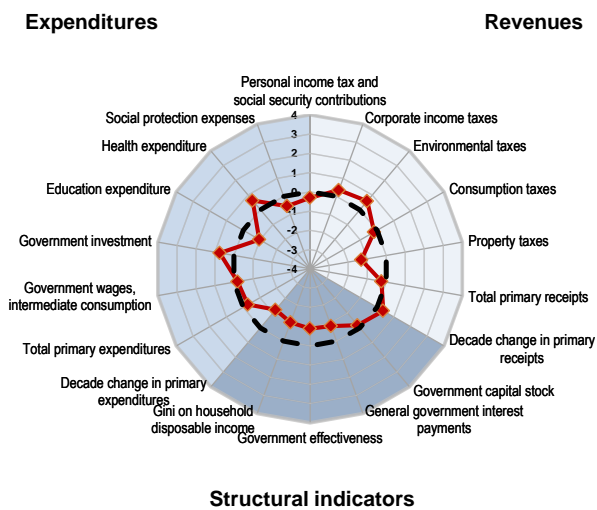 Expenditures
Revenues
Personal income tax and
social security contributions
Social protection expenses
Corporate income taxes
Health expenditure
Environmental taxes
Education expenditure
Consumption taxes
Government investment
Property taxes
Government wages,
intermediate consumption
Total primary receipts
Total primary expenditures
Decade change in primary
receipts
Decade change in primary
expenditures
Government capital stock
Gini on household
disposable income
General government interest
payments
Government effectiveness
4
3
2
1
0
-1
-2
-3
-4
Structural indicators